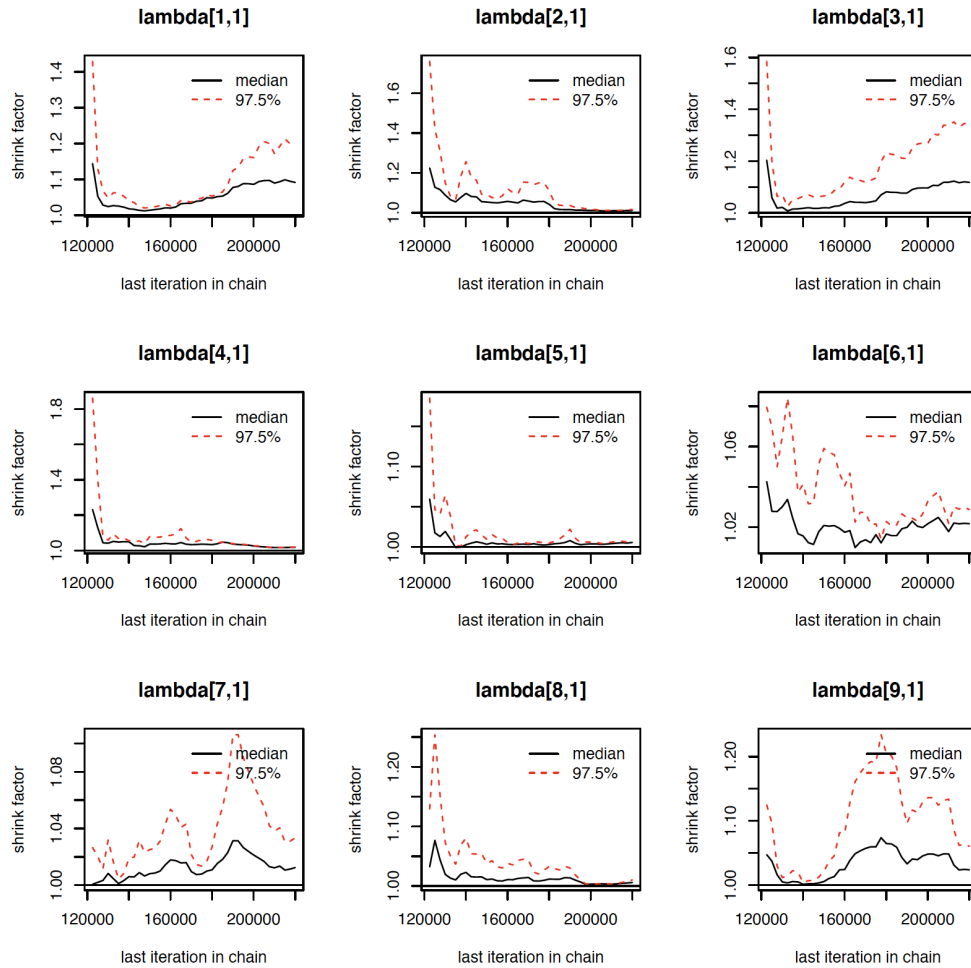 lambda[1,1]
shrink factor
1.0 1.1 1.2 1.3 1.4
median
97.5%
120000 160000 200000
last iteration in chain
lambda[2,1]
shrink factor
1.0 1.2 1.4 1.6
median
97.5%
120000 160000 200000
last iteration in chain
lambda[3,1]
shrink factor
1.0 1.2 1.4 1.6
median
97.5%
120000 160000 200000
last iteration in chain
lambda[4,1]
shrink factor
1.0 1.4 1.8
median
97.5%
120000 160000 200000
last iteration in chain
lambda[5,1]
shrink factor
1.00 1.10
median
97.5%
120000 160000 200000
last iteration in chain
lambda[6,1]
shrink factor
1.02 1.06
median
97.5%
120000 160000 200000
last iteration in chain
lambda[7,1]
shrink factor
1.00 1.04 1.08
median
97.5%
120000 160000 200000
last iteration in chain
lambda[8,1]
shrink factor
1.00 1.10 1.20
median
97.5%
120000 160000 200000
last iteration in chain
lambda[9,1]
shrink factor
1.00 1.10 1.20
median
97.5%
120000 160000 200000
last iteration in chain